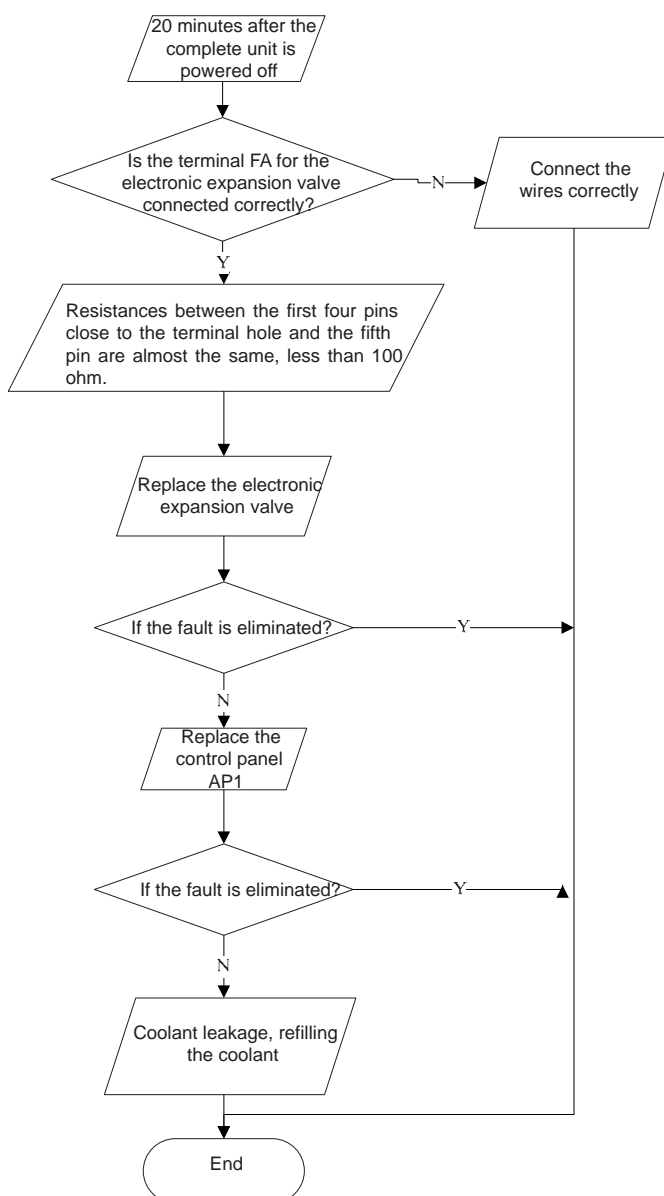 20 minutes after the
complete unit is
powered off
Is the terminal FA for the
electronic expansion valve
connected correctly?
N
Connect the
wires correctly
Y
Resistances between the first four pins
close to the terminal hole and the fifth
pin are almost the same, less than 100
ohm.
Replace the electronic
expansion valve
If the fault is eliminated?
Y
N
Replace the
control panel
AP1
If the fault is eliminated?
Y
N
Coolant leakage, refilling
the coolant
End